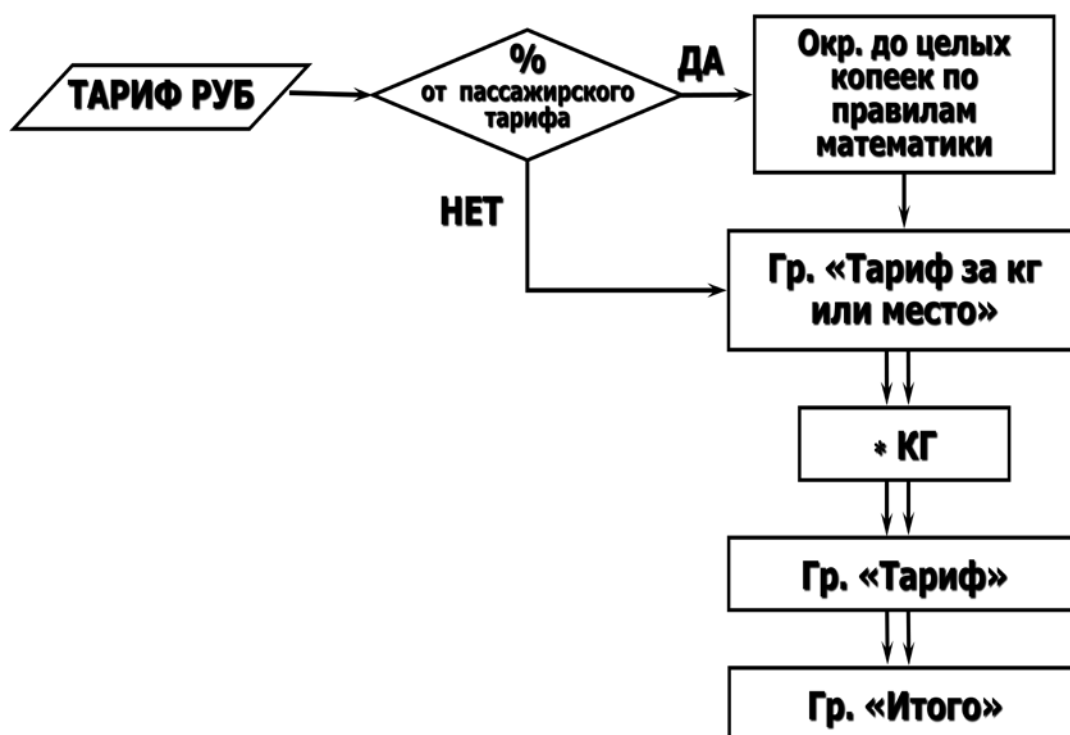 ТАРИФ РУБ
%
от пассажирского
тарифа
ДА
Окр. до целых
копеек по
правилам
математики
НЕТ
Гр. «Тариф за кг
или место»
* КГ
Гр. «Тариф»
Гр. «Итого»